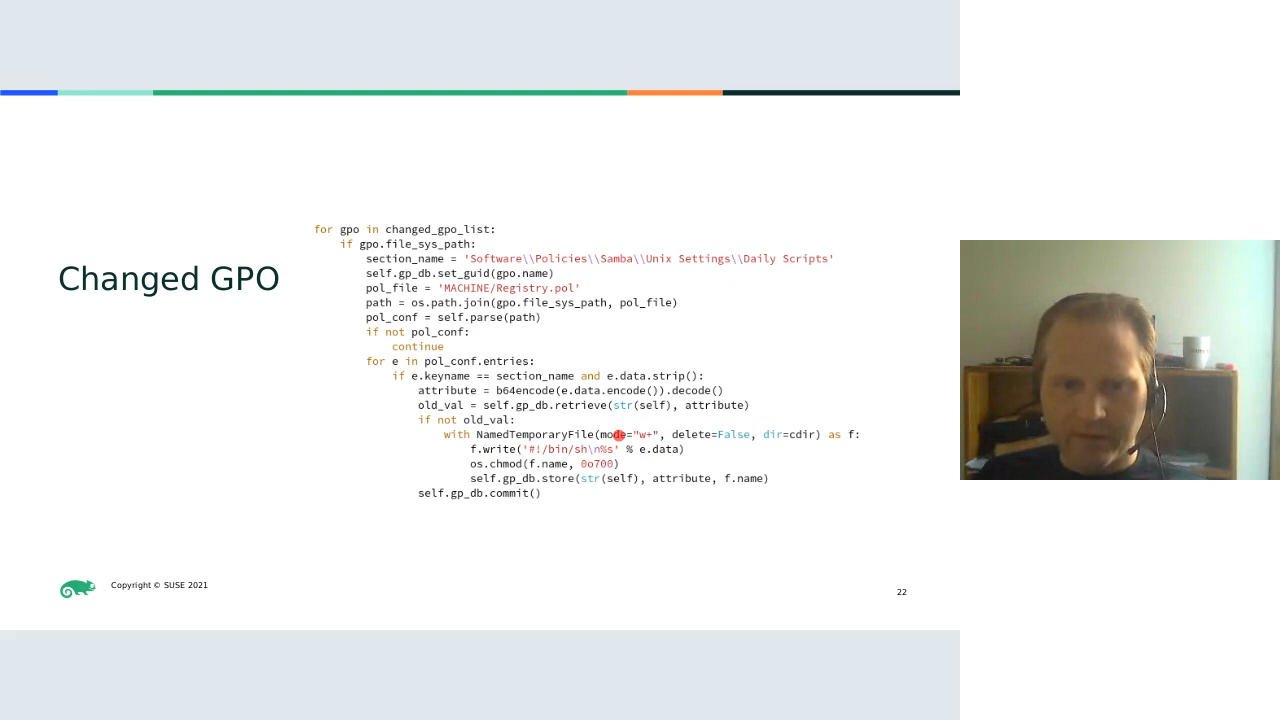 Changed GPO
for gpo in changed_gpo_list:
    if gpo.file_sys_path:
        section_name = 'Software\\Policies\\Samba\\Unix Settings\\Daily Scripts'
        self.gp_db.set_guid(gpo.name)
        pol_file = 'MACHINE/Registry.pol'
        path = os.path.join(gpo.file_sys_path, pol_file)
        pol_conf = self.parse(path)
        if not pol_conf:
            continue
        for e in pol_conf.entries:
            if e.keyname == section_name and e.data.strip():
                attribute = b64encode(e.data.encode()).decode()
                old_val = self.gp_db.retrieve(str(self), attribute)
                if not old_val:
                    with NamedTemporaryFile(mode="w+", delete=False, dir=cdir) as f:
                        f.write('#!/bin/sh\n%s' % e.data)
                        os.chmod(f.name, 0o700)
                        self.gp_db.store(str(self), attribute, f.name)
                self.gp_db.commit()
Copyright © SUSE 2021
22